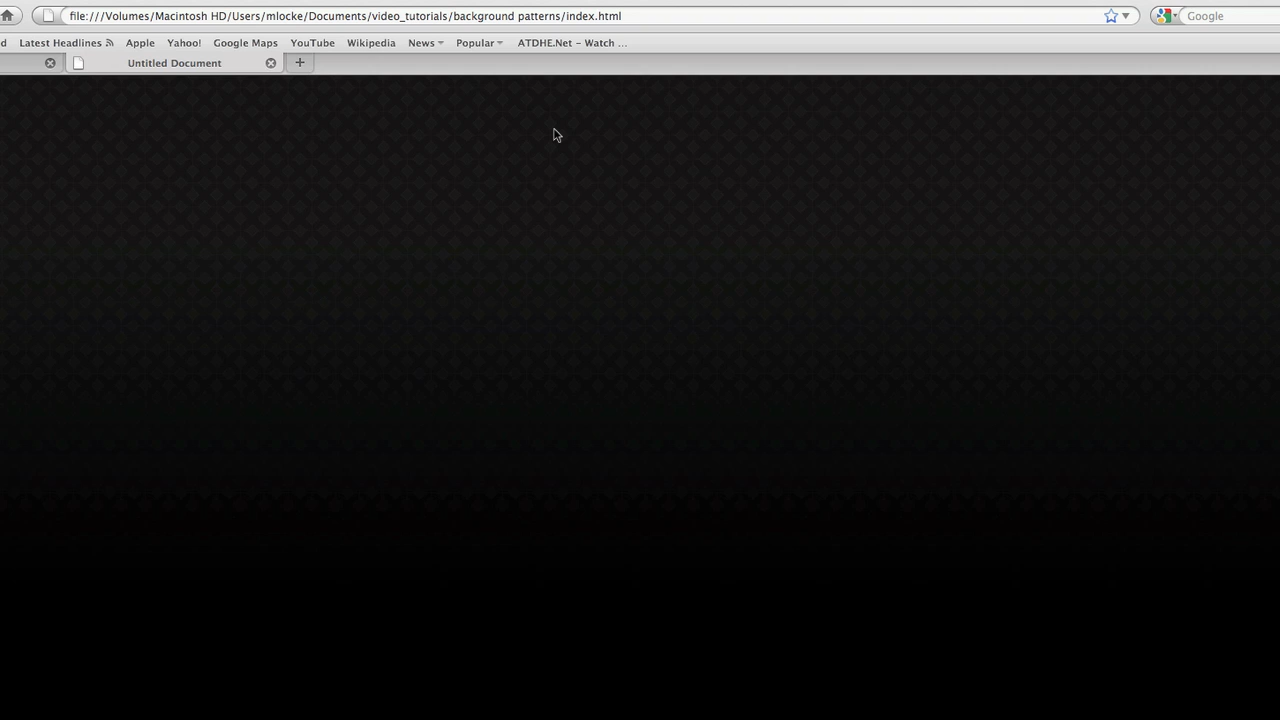 file:///Volumes/Macintosh HD/Users/mlocke/Documents/video_tutorials/background patterns/index.html
Google
d Latest Headlines Apple Yahoo! Google Maps YouTube Wikipedia News Popular ATDHE.Net – Watch ...
Untitled Document